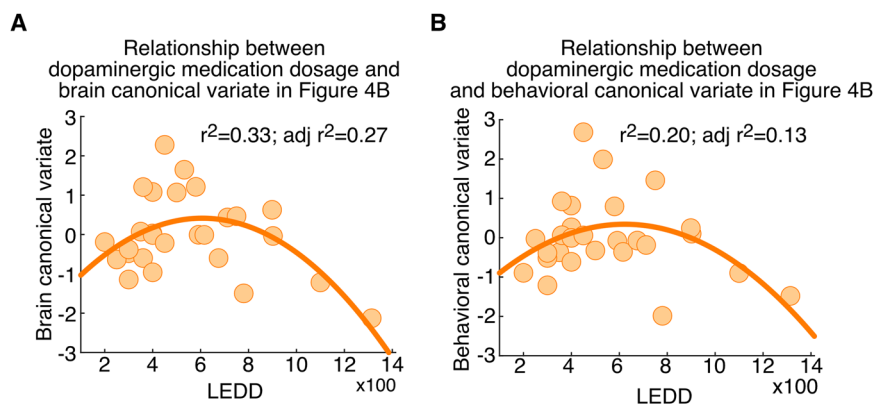 A
Relationship between
dopaminergic medication dosage and
brain canonical variate in Figure 4B
r²=0.33; adj r²=0.27
Brain canonical variate
3
2
1
0
-1
-2
-3
2 4 6 8 10 12 14
x100
LEDD
B
Relationship between
dopaminergic medication dosage
and behavioral canonical variate in Figure 4B
r²=0.20; adj r²=0.13
Behavioral canonical variate
3
2
1
0
-1
-2
-3
2 4 6 8 10 12 14
x100
LEDD